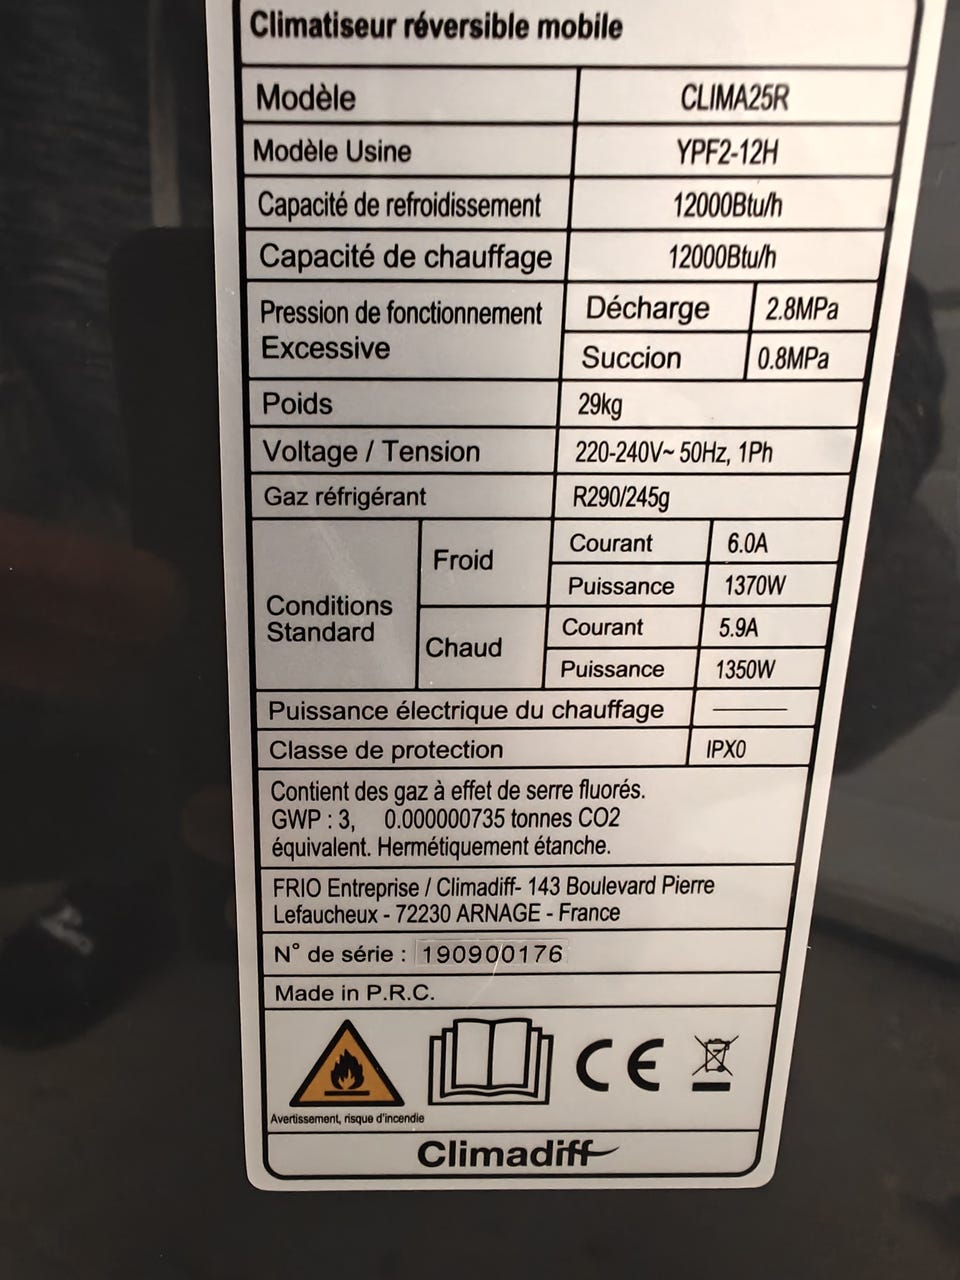 Climatiseur réversible mobile
Modèle CLIMA25R
Modèle Usine YPF2-12H
Capacité de refroidissement 12000Btu/h
Capacité de chauffage 12000Btu/h
Pression de fonctionnement Excessive Décharge 2.8MPa
Succion 0.8MPa
Poids 29kg
Voltage / Tension 220-240V~ 50Hz, 1Ph
Gaz réfrigérant R290/245g
Conditions Standard Froid Courant 6.0A
Puissance 1370W
Chaud Courant 5.9A
Puissance 1350W
Puissance électrique du chauffage ———
Classe de protection IPX0
Contient des gaz à effet de serre fluorés.
GWP : 3, 0.000000735 tonnes CO2
équivalent. Hermétiquement étanche.
FRIO Entreprise / Climadiff- 143 Boulevard Pierre
Lefaucheux - 72230 ARNAGE - France
N° de série : 190900176
Made in P.R.C.
CE
Avertissement, risque d'incendie
Climadiff